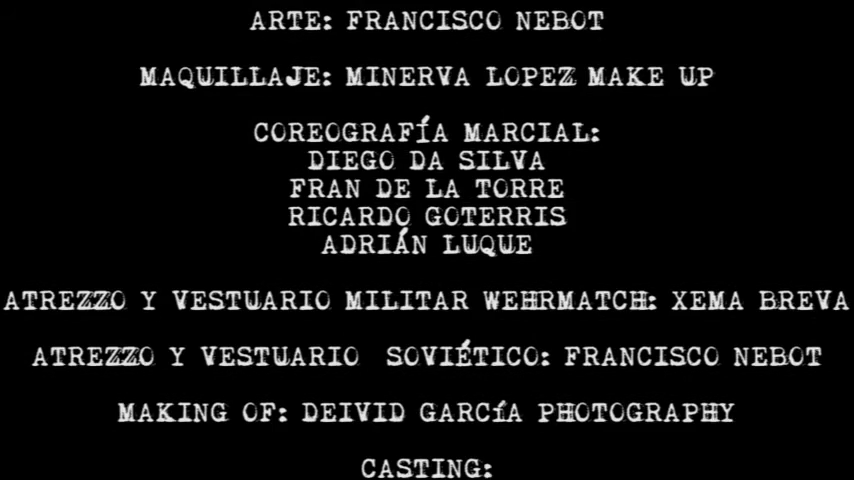 ARTE: FRANCISCO NEBOT
MAQUILLAJE: MINERVA LOPEZ MAKE UP
COREOGRAFÍA MARCIAL:
DIEGO DA SILVA
FRAN DE LA TORRE
RICARDO GOTERRIS
ADRIÁN LUQUE
ATREZZO Y VESTUARIO MILITAR WEHRMATCH: XEMA BREVA
ATREZZO Y VESTUARIO SOVIÉTICO: FRANCISCO NEBOT
MAKING OF: DEIVID GARCíA PHOTOGRAPHY
CASTING: